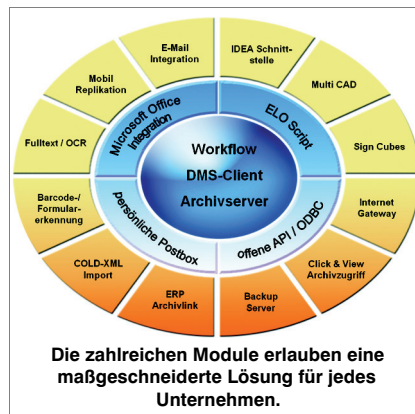 E-Mail
Integration
IDEA Schnitt-
stelle
Mobil
Replikation
Multi CAD
Microsoft Office
Integration
ELO Script
Fulltext / OCR
Sign Cubes
Workflow
DMS-Client
Archivserver
Barcode-/
Formular-
erkennung
Internet
Gateway
persönliche Postbox
offene API / ODBC
COLD-XML
Import
Click & View
Archivzugriff
ERP
Archivlink
Backup
Server
Die zahlreichen Module erlauben eine
maßgeschneiderte Lösung für jedes
Unternehmen.